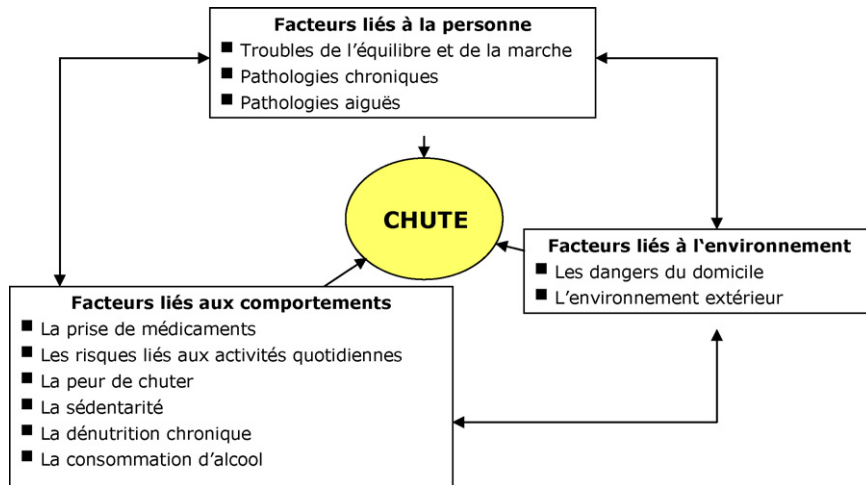 Facteurs liés à la personne
■ Troubles de l'équilibre et de la marche
■ Pathologies chroniques
■ Pathologies aiguës
CHUTE
Facteurs liés à l'environnement
■ Les dangers du domicile
■ L'environnement extérieur
Facteurs liés aux comportements
■ La prise de médicaments
■ Les risques liés aux activités quotidiennes
■ La peur de chuter
■ La sédentarité
■ La dénutrition chronique
■ La consommation d'alcool